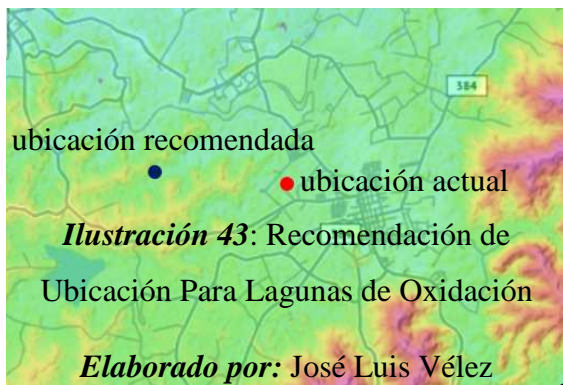 384
ubicación recomendada
ubicación actual
Ilustración 43: Recomendación de
Ubicación Para Lagunas de Oxidación
Elaborado por: José Luis Vélez